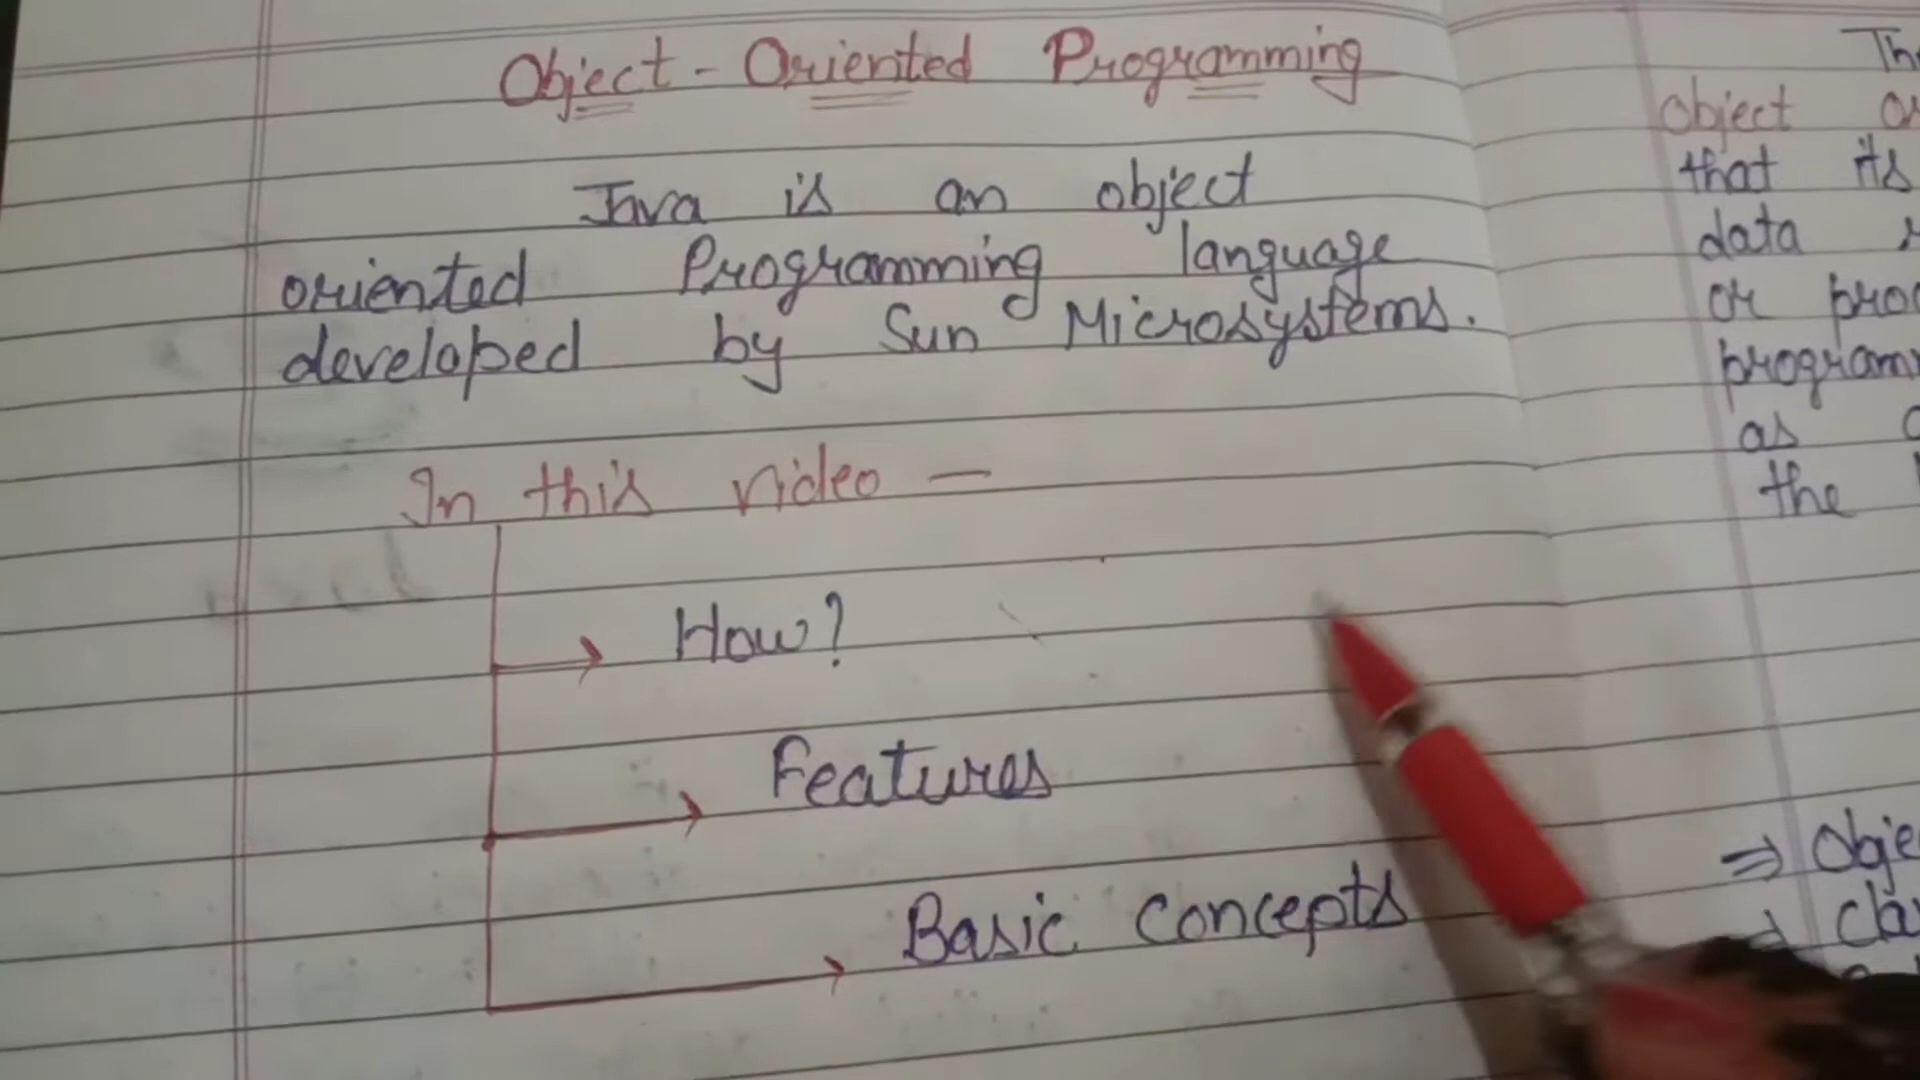 Object - Oriented Programming
Java is an object
oriented Programming language
developed by Sun Microsystems.
In this video —
How?
Features
Basic Concepts
object
that its
data
or
as
the
⇒